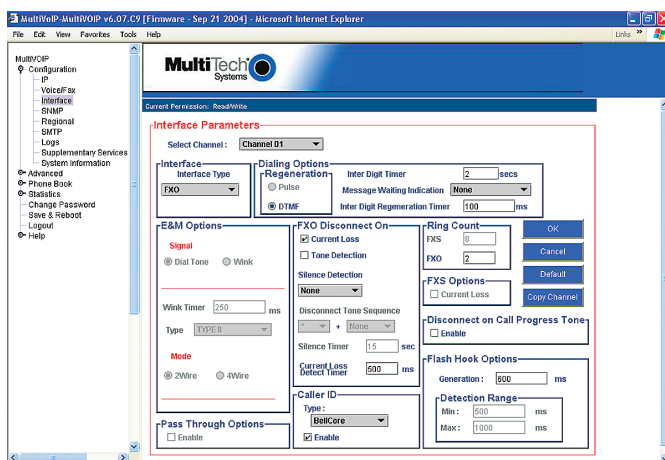 MultiVoIP-MultiVOIP v6.07.C9 [Firmware - Sep 21 2004] - Microsoft Internet Explorer
File Edit View Favorites Tools Help Links »
MultiVOIP
Configuration
IP
Voice/Fax
Interface
SNMP
Regional
SMTP
Logs
Supplementary Services
System Information
Advanced
Phone Book
Statistics
Change Password
Save & Reboot
Logout
Help
MultiTech
Systems
Current Permission: Read/Write
Interface Parameters
Select Channel : Channel 01
Interface
Interface Type
FXO
Dialing Options
Regeneration
Pulse
DTMF
Inter Digit Timer 2 secs
Message Waiting Indication None
Inter Digit Regeneration Timer 100 ms
E&M Options
Signal
Dial Tone Wink
Wink Timer 250 ms
Type TYPE II
Mode
2Wire 4Wire
Pass Through Options
Enable
FXO Disconnect On
Current Loss
Tone Detection
Silence Detection
None
Disconnect Tone Sequence
* + None
Silence Timer 15 sec
Current Loss
Detect Timer 500 ms
Caller ID
Type :
BellCore
Enable
Ring Count
FXS 8
FXO 2
FXS Options
Current Loss
OK
Cancel
Default
Copy Channel
Disconnect on Call Progress Tone
Enable
Flash Hook Options
Generation : 600 ms
Detection Range
Min : 500 ms
Max : 1000 ms